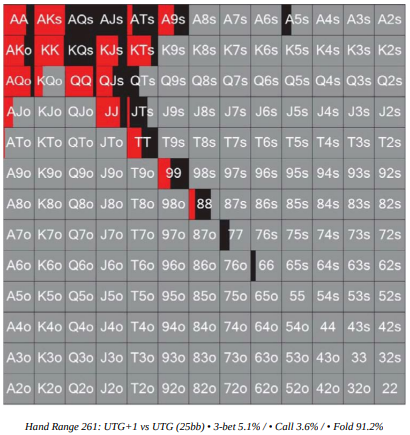 AA AKs AQs AJs ATs A9s A8s A7s A6s A5s A4s A3s A2s
AKo KK KQs KJs KTs K9s K8s K7s K6s K5s K4s K3s K2s
AQo KQo QQ QJs QTs Q9s Q8s Q7s Q6s Q5s Q4s Q3s Q2s
AJo KJo QJo JJ JTs J9s J8s J7s J6s J5s J4s J3s J2s
ATo KTo QTo JTo TT T9s T8s T7s T6s T5s T4s T3s T2s
A9o K9o Q9o J9o T9o 99 98s 97s 96s 95s 94s 93s 92s
A8o K8o Q8o J8o T8o 98o 88 87s 86s 85s 84s 83s 82s
A7o K7o Q7o J7o T7o 97o 87o 77 76s 75s 74s 73s 72s
A6o K6o Q6o J6o T6o 96o 86o 76o 66 65s 64s 63s 62s
A5o K5o Q5o J5o T5o 95o 85o 75o 65o 55 54s 53s 52s
A4o K4o Q4o J4o T4o 94o 84o 74o 64o 54o 44 43s 42s
A3o K3o Q3o J3o T3o 93o 83o 73o 63o 53o 43o 33 32s
A2o K2o Q2o J2o T2o 92o 82o 72o 62o 52o 42o 32o 22
Hand Range 261: UTG+1 vs UTG (25bb) • 3-bet 5.1% / • Call 3.6% / • Fold 91.2%